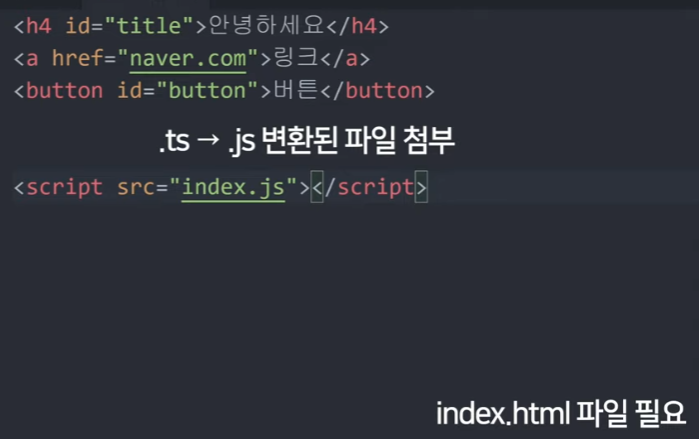 <h4 id="title">안녕하세요</h4>
<a href="naver.com">링크</a>
<button id="button">버튼</button>
.ts → .js 변환된 파일 첨부
<script src="index.js"></script>
index.html 파일 필요